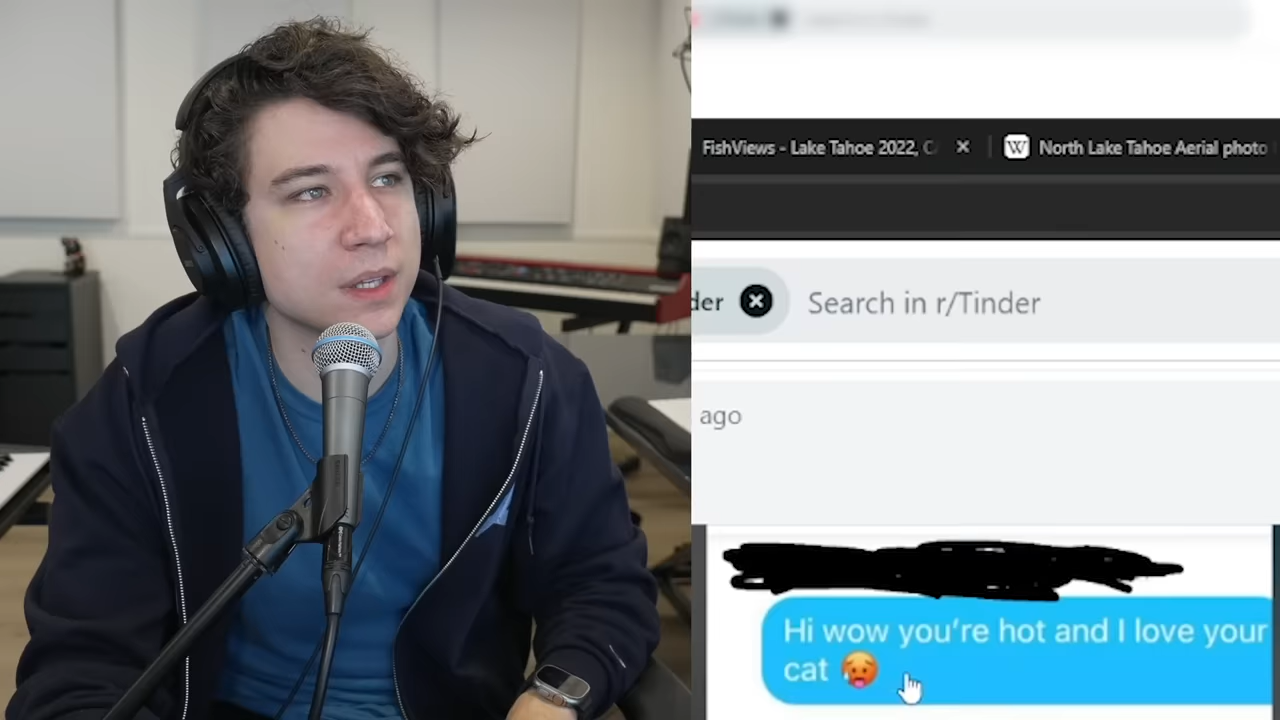 FishViews - Lake Tahoe 2022, C
W North Lake Tahoe Aerial photo
der Search in r/Tinder
ago
Hi wow you're hot and I love your
cat 🥵